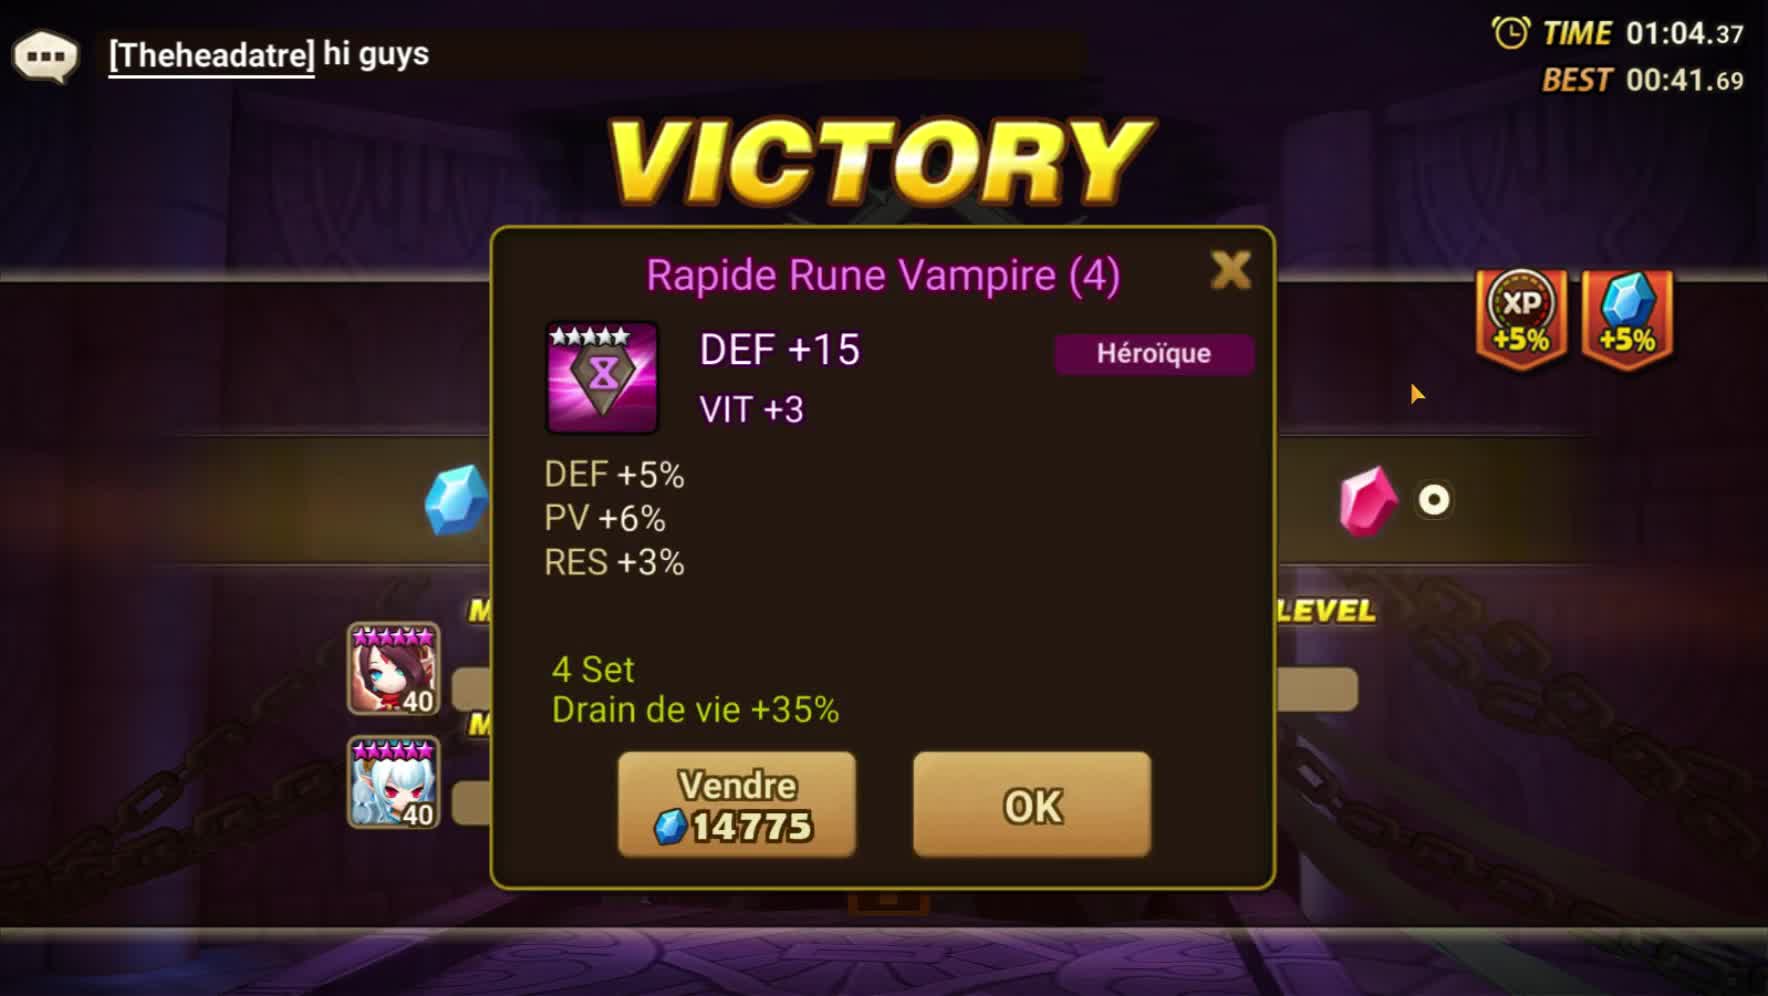 [Theheadatre] hi guys
TIME 01:04.37
BEST 00:41.69
VICTORY
Rapide Rune Vampire (4)
DEF +15
Héroïque
VIT +3
DEF +5%
PV +6%
RES +3%
4 Set
Drain de vie +35%
Vendre
14775
OK
XP
+5%
+5%
M
LEVEL
40
M
40